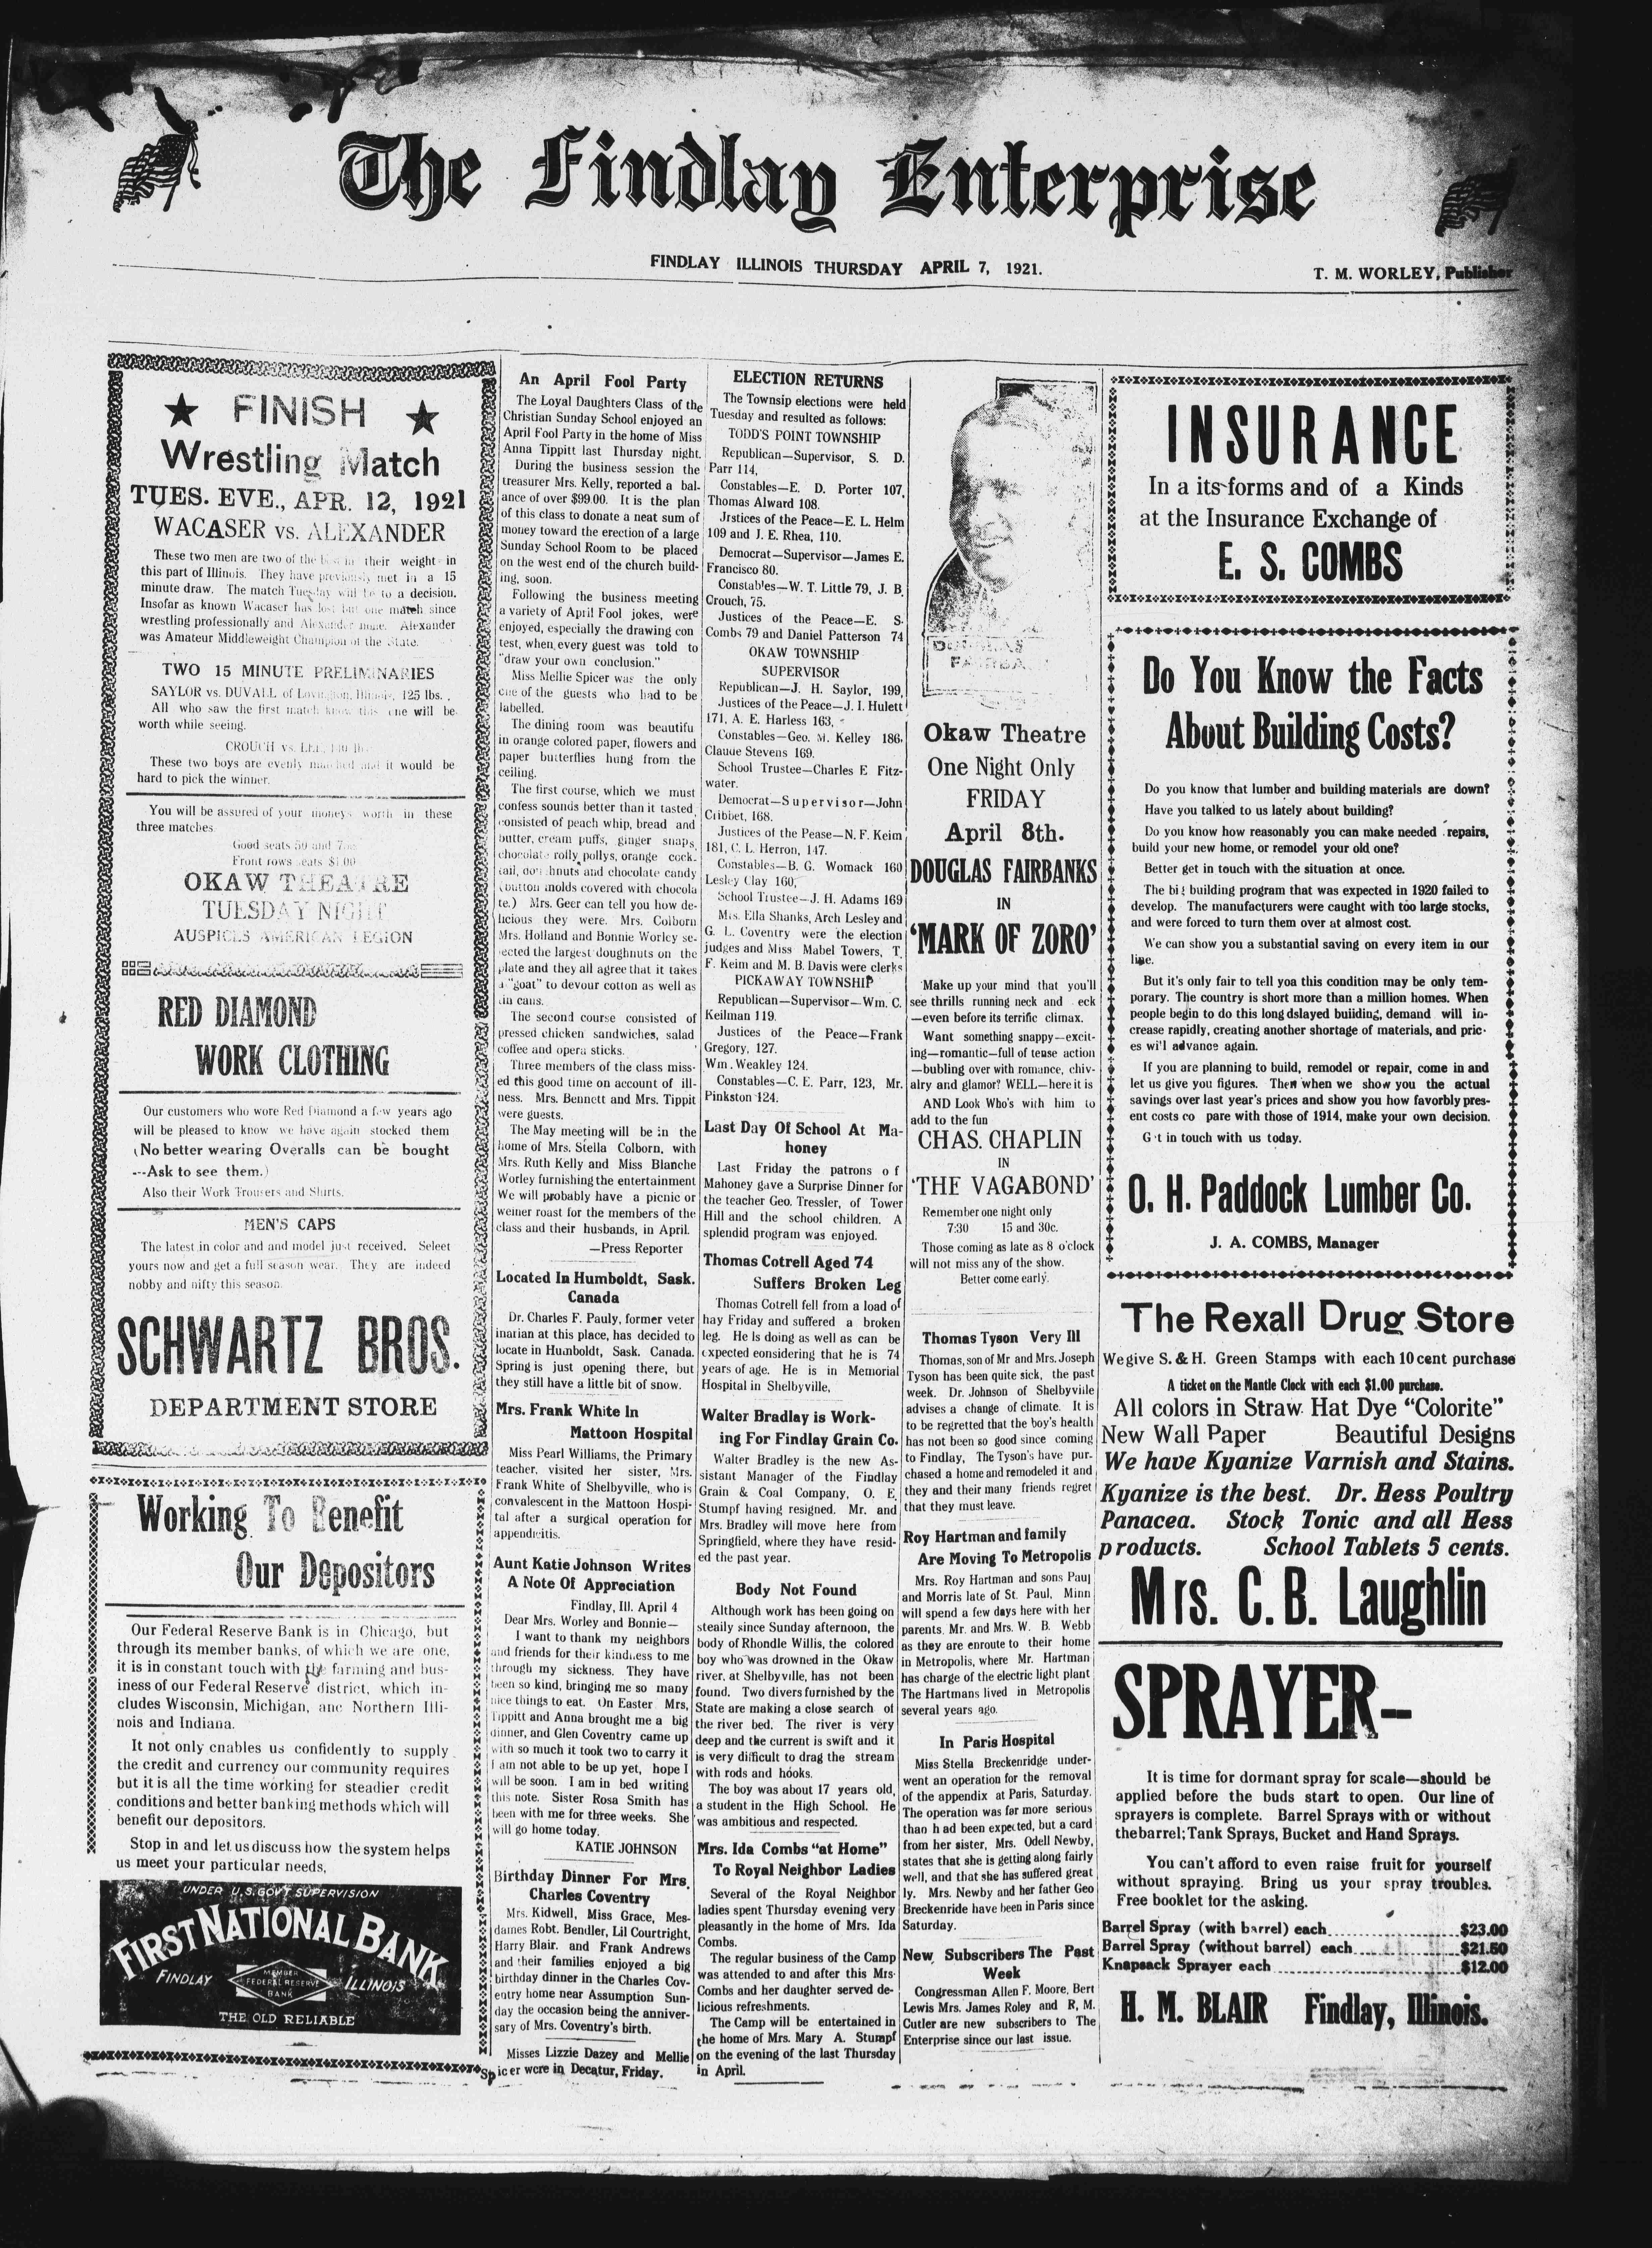 The Findlay Enterprise
FINDLAY ILLINOIS THURSDAY APRIL 7, 1921.
T. M. WORLEY, Publisher
★ FINISH ★
Wrestling Match
TUES. EVE., APR. 12, 1921
WACASER vs. ALEXANDER
These two men are two of the in their weight in
this part of Illinois. They have previously met in a 15
minute draw. The match Tuesday will be to a decision.
Insofar as known Wacaser has lost but one match since
wrestling professionally and Alexander none. Alexander
was Amateur Middleweight Champion of the State.
TWO 15 MINUTE PRELIMINARIES
SAYLOR vs. DUVALL of Lovington, Illinois, 125 lbs.
All who saw the first match know this one will be
worth while seeing.
CROUCH vs. LEE, 140 lb.
These two boys are evenly matched and it would be
hard to pick the winner.
You will be assured of your moneys worth in these
three matches
Good seats 50 and 75c
Front rows seats $1.00
OKAW THEATRE
TUESDAY NIGHT
AUSPICES AMERICAN LEGION
RED DIAMOND
WORK CLOTHING
Our customers who wore Red Diamond a few years ago
will be pleased to know we have again stocked them
(No better wearing Overalls can be bought
---Ask to see them.)
Also their Work Trousers and Shirts.
MEN'S CAPS
The latest in color and and model just received. Select
yours now and get a full season wear. They are indeed
nobby and nifty this season.
SCHWARTZ BROS.
DEPARTMENT STORE
Working To Benefit
Our Depositors
Our Federal Reserve Bank is in Chicago, but
through its member banks, of which we are one,
it is in constant touch with the farming and bus-
iness of our Federal Reserve district, which in-
cludes Wisconsin, Michigan, anc Northern Illi-
nois and Indiana.
It not only enables us confidently to supply
the credit and currency our community requires
but it is all the time working for steadier credit
conditions and better banking methods which will
benefit our depositors.
Stop in and let us discuss how the system helps
us meet your particular needs,
UNDER U.S. GOV'T SUPERVISION
FIRST NATIONAL BANK
FINDLAY MEMBER FEDERAL RESERVE BANK ILLINOIS
THE OLD RELIABLE
An April Fool Party
The Loyal Daughters Class of the
Christian Sunday School enjoyed an
April Fool Party in the home of Miss
Anna Tippitt last Thursday night.
During the business session the
treasurer Mrs. Kelly, reported a bal-
ance of over $99.00. It is the plan
of this class to donate a neat sum of
money toward the erection of a large
Sunday School Room to be placed
on the west end of the church build-
ing, soon.
Following the business meeting
a variety of April Fool jokes, were
enjoyed, especially the drawing con
test, when every guest was told to
"draw your own conclusion."
Miss Mellie Spicer was the only
one of the guests who had to be
labelled.
The dining room was beautifu
in orange colored paper, flowers and
paper butterflies hung from the
ceiling.
The first course, which we must
confess sounds better than it tasted,
consisted of peach whip, bread and
butter, cream puffs, ginger snaps,
chocolate rolly pollys, orange cock-
tail, doughnuts and chocolate candy
(button molds covered with chocola
te.) Mrs. Geer can tell you how de-
licious they were. Mrs. Colborn
Mrs. Holland and Bonnie Worley se-
ected the largest doughnuts on the
plate and they all agree that it takes
a "goat" to devour cotton as well as
tin cans.
The second course consisted of
pressed chicken sandwiches, salad
coffee and opera sticks.
Three members of the class miss-
ed this good time on account of ill-
ness. Mrs. Bennett and Mrs. Tippit
were guests.
The May meeting will be in the
home of Mrs. Stella Colborn, with
Mrs. Ruth Kelly and Miss Blanche
Worley furnishing the entertainment
We will probably have a picnic or
weiner roast for the members of the
class and their husbands, in April.
—Press Reporter
Located In Humboldt, Sask.
Canada
Dr. Charles F. Pauly, former veter
inarian at this place, has decided to
locate in Humboldt, Sask. Canada.
Spring is just opening there, but
they still have a little bit of snow.
Mrs. Frank White In
Mattoon Hospital
Miss Pearl Williams, the Primary
teacher, visited her sister, Mrs.
Frank White of Shelbyville, who is
convalescent in the Mattoon Hospi-
tal after a surgical operation for
appendicitis.
Aunt Katie Johnson Writes
A Note Of Appreciation
Findlay, Ill. April 4
Dear Mrs. Worley and Bonnie—
I want to thank my neighbors
and friends for their kindness to me
through my sickness. They have
been so kind, bringing me so many
nice things to eat. On Easter Mrs.
Tippitt and Anna brought me a big
dinner, and Glen Coventry came up
with so much it took two to carry it
I am not able to be up yet, hope I
will be soon. I am in bed writing
this note. Sister Rosa Smith has
been with me for three weeks. She
will go home today.
KATIE JOHNSON
Birthday Dinner For Mrs.
Charles Coventry
Mrs. Kidwell, Miss Grace, Mes-
dames Robt. Bendler, Lil Courtright,
Harry Blair. and Frank Andrews
and their families enjoyed a big
birthday dinner in the Charles Cov-
entry home near Assumption Sun-
day the occasion being the anniver-
sary of Mrs. Coventry's birth.
Misses Lizzie Dazey and Mellie
Spicer were in Decatur, Friday.
ELECTION RETURNS
The Townsip elections were held
Tuesday and resulted as follows:
TODD'S POINT TOWNSHIP
Republican—Supervisor, S. D.
Parr 114,
Constables—E. D. Porter 107,
Thomas Alward 108.
Jrstices of the Peace—E. L. Helm
109 and J. E. Rhea, 110.
Democrat—Supervisor—James E.
Francisco 80.
Constables—W. T. Little 79, J. B.
Crouch, 75.
Justices of the Peace—E. S.
Combs 79 and Daniel Patterson 74
OKAW TOWNSHIP
SUPERVISOR
Republican—J. H. Saylor, 199,
Justices of the Peace—J. I. Hulett
171, A. E. Harless 163,
Constables—Geo. M. Kelley 186,
Clauue Stevens 169.
School Trustee—Charles E Fitz-
water.
Democrat—Supervisor—John
Cribbet, 168.
Justices of the Pease—N. F. Keim
181, C. L. Herron, 147.
Constables—B. G. Womack 160
Lesley Clay 160,
School Trustee—J. H. Adams 169
Mrs. Ella Shanks, Arch Lesley and
G. L. Coventry were the election
judges and Miss Mabel Towers, T.
F. Keim and M. B. Davis were clerks
PICKAWAY TOWNSHIP
Republican—Supervisor—Wm. C.
Keilman 119.
Justices of the Peace—Frank
Gregory, 127.
Wm. Weakley 124.
Constables—C. E. Parr, 123, Mr.
Pinkston 124.
Last Day Of School At Ma-
honey
Last Friday the patrons of
Mahoney gave a Surprise Dinner for
the teacher Geo. Tressler, of Tower
Hill and the school children. A
splendid program was enjoyed.
Thomas Cotrell Aged 74
Suffers Broken Leg
Thomas Cotrell fell from a load of
hay Friday and suffered a broken
leg. He is doing as well as can be
expected eonsidering that he is 74
years of age. He is in Memorial
Hospital in Shelbyville,
Walter Bradlay is Work-
ing For Findlay Grain Co.
Walter Bradley is the new As-
sistant Manager of the Findlay
Grain & Coal Company, O. E.
Stumpf having resigned. Mr. and
Mrs. Bradley will move here from
Springfield, where they have resid-
ed the past year.
Body Not Found
Although work has been going on
steaily since Sunday afternoon, the
body of Rhondle Willis, the colored
boy who was drowned in the Okaw
river, at Shelbyville, has not been
found. Two divers furnished by the
State are making a close search of
the river bed. The river is very
deep and the current is swift and it
is very difficult to drag the stream
with rods and hooks.
The boy was about 17 years old,
a student in the High School. He
was ambitious and respected.
Mrs. Ida Combs "at Home"
To Royal Neighbor Ladies
Several of the Royal Neighbor
ladies spent Thursday evening very
pleasantly in the home of Mrs. Ida
Combs.
The regular business of the Camp
was attended to and after this Mrs.
Combs and her daughter served de-
licious refreshments.
The Camp will be entertained in
the home of Mrs. Mary A. Stumpf
on the evening of the last Thursday
in April.
DOUGLAS
FAIRBA
Okaw Theatre
One Night Only
FRIDAY
April 8th.
DOUGLAS FAIRBANKS
IN
'MARK OF ZORO'
Make up your mind that you'll
see thrills running neck and eck
—even before its terrific climax.
Want something snappy—excit-
ing—romantic—full of tense action
—bubling over with romance, chiv-
alry and glamor? WELL—here it is
AND Look Who's with him to
add to the fun
CHAS. CHAPLIN
IN
'THE VAGABOND'
Remember one night only
7:30 15 and 30c.
Those coming as late as 8 o'clock
will not miss any of the show.
Better come early.
Thomas Tyson Very Ill
Thomas, son of Mr and Mrs. Joseph
Tyson has been quite sick, the past
week. Dr. Johnson of Shelbyville
advises a change of climate. It is
to be regretted that the boy's health
has not been so good since coming
to Findlay, The Tyson's have pur-
chased a home and remodeled it and
they and their many friends regret
that they must leave.
Roy Hartman and family
Are Moving To Metropolis
Mrs. Roy Hartman and sons Paul
and Morris late of St. Paul, Minn
will spend a few days here with her
parents, Mr. and Mrs. W. B. Webb
as they are enroute to their home
in Metropolis, where Mr. Hartman
has charge of the electric light plant
The Hartmans lived in Metropolis
several years ago.
In Paris Hospital
Miss Stella Breckenridge under-
went an operation for the removal
of the appendix at Paris, Saturday.
The operation was far more serious
than had been expected, but a card
from her sister, Mrs. Odell Newby,
states that she is getting along fairly
well, and that she has suffered great
ly. Mrs. Newby and her father Geo
Breckenride have been in Paris since
Saturday.
New Subscribers The Past
Week
Congressman Allen F. Moore, Bert
Lewis Mrs. James Roley and R, M.
Cutler are new subscribers to The
Enterprise since our last issue.
INSURANCE
In a its forms and of a Kinds
at the Insurance Exchange of
E. S. COMBS
Do You Know the Facts
About Building Costs?
Do you know that lumber and building materials are down?
Have you talked to us lately about building?
Do you know how reasonably you can make needed repairs,
build your new home, or remodel your old one?
Better get in touch with the situation at once.
The big building program that was expected in 1920 failed to
develop. The manufacturers were caught with too large stocks,
and were forced to turn them over at almost cost.
We can show you a substantial saving on every item in our
line.
But it's only fair to tell yoa this condition may be only tem-
porary. The country is short more than a million homes. When
people begin to do this long dslayed buiiding, demand will in-
crease rapidly, creating another shortage of materials, and pric-
es wi'l advance again.
If you are planning to build, remodel or repair, come in and
let us give you figures. Then when we show you the actual
savings over last year's prices and show you how favorbly pres-
ent costs co pare with those of 1914, make your own decision.
G t in touch with us today.
O. H. Paddock Lumber Co.
J. A. COMBS, Manager
The Rexall Drug Store
We give S. & H. Green Stamps with each 10 cent purchase
A ticket on the Mantle Clock with each $1.00 purchase.
All colors in Straw Hat Dye "Colorite"
New Wall Paper Beautiful Designs
We have Kyanize Varnish and Stains.
Kyanize is the best. Dr. Hess Poultry
Panacea. Stock Tonic and all Hess
products. School Tablets 5 cents.
Mrs. C. B. Laughlin
SPRAYER-
It is time for dormant spray for scale—should be
applied before the buds start to open. Our line of
sprayers is complete. Barrel Sprays with or without
the barrel; Tank Sprays, Bucket and Hand Sprays.
You can't afford to even raise fruit for yourself
without spraying. Bring us your spray troubles.
Free booklet for the asking.
Barrel Spray (with barrel) each $23.00
Barrel Spray (without barrel) each $21.50
Knapsack Sprayer each $12.00
H. M. BLAIR Findlay, Illinois.